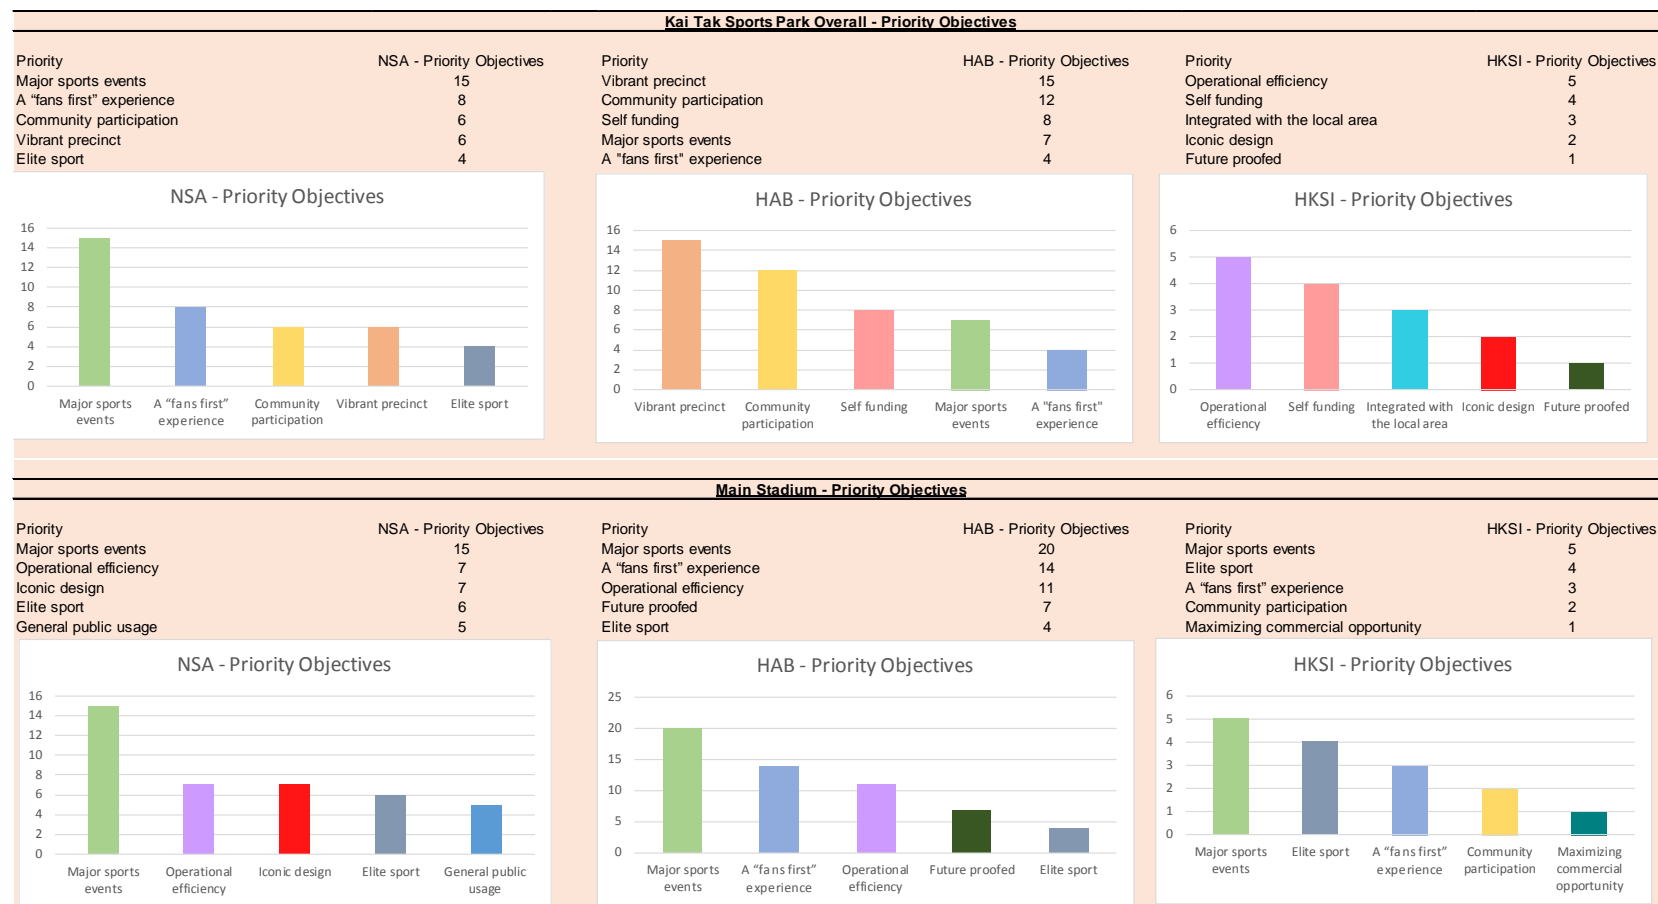 Kai Tak Sports Park Overall - Priority Objectives
Priority NSA - Priority Objectives
Major sports events 15
A “fans first” experience 8
Community participation 6
Vibrant precinct 6
Elite sport 4
Priority HAB - Priority Objectives
Vibrant precinct 15
Community participation 12
Self funding 8
Major sports events 7
A "fans first" experience 4
Priority HKSI - Priority Objectives
Operational efficiency 5
Self funding 4
Integrated with the local area 3
Iconic design 2
Future proofed 1
NSA - Priority Objectives
16
14
12
10
8
6
4
2
0
Major sports A “fans first” Community Vibrant precinct Elite sport
events experience participation
HAB - Priority Objectives
16
14
12
10
8
6
4
2
0
Vibrant precinct Community Self funding Major sports A "fans first"
participation events experience
HKSI - Priority Objectives
6
5
4
3
2
1
0
Operational Self funding Integrated with Iconic design Future proofed
efficiency the local area
Main Stadium - Priority Objectives
Priority NSA - Priority Objectives
Major sports events 15
Operational efficiency 7
Iconic design 7
Elite sport 6
General public usage 5
Priority HAB - Priority Objectives
Major sports events 20
A “fans first” experience 14
Operational efficiency 11
Future proofed 7
Elite sport 4
Priority HKSI - Priority Objectives
Major sports events 5
Elite sport 4
A “fans first” experience 3
Community participation 2
Maximizing commercial opportunity 1
NSA - Priority Objectives
16
14
12
10
8
6
4
2
0
Major sports Operational Iconic design Elite sport General public
events efficiency usage
HAB - Priority Objectives
25
20
15
10
5
0
Major sports A “fans first” Operational Future proofed Elite sport
events experience efficiency
HKSI - Priority Objectives
6
5
4
3
2
1
0
Major sports Elite sport A “fans first” Community Maximizing
events experience participation commercial
opportunity